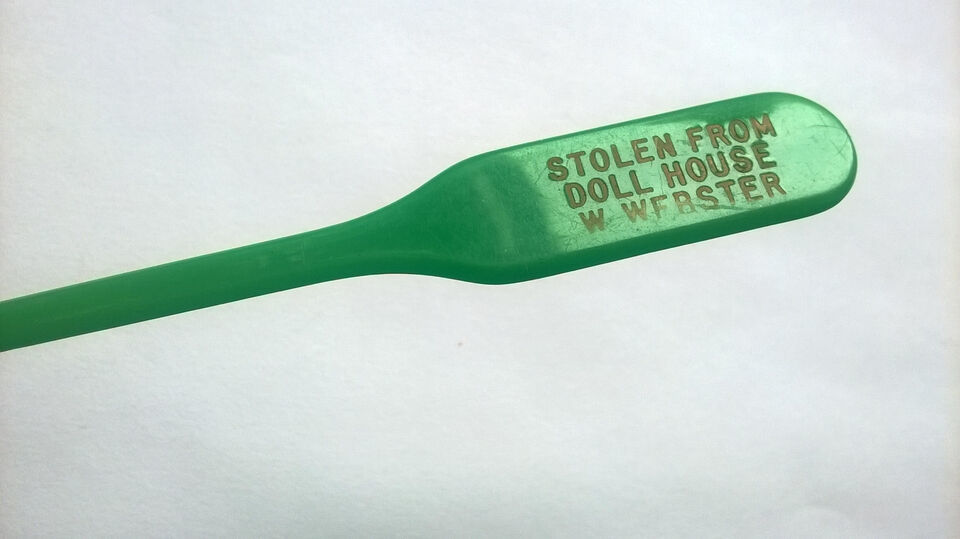 STOLEN FROM
DOLL HOUSE
W. WEBSTER